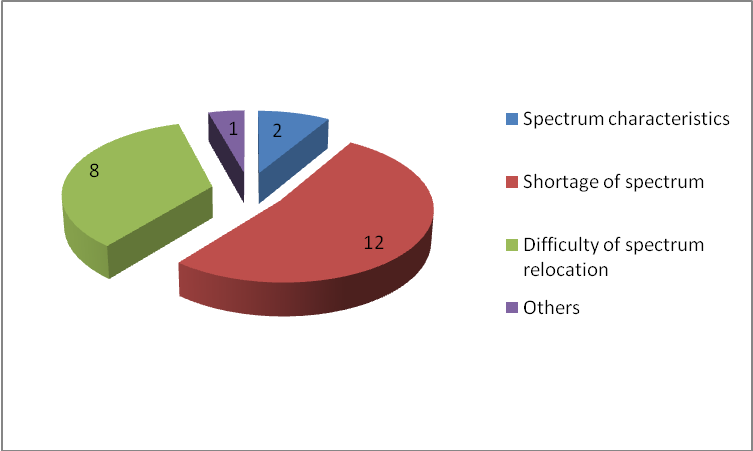 1
2
8
12
Spectrum characteristics
Shortage of spectrum
Difficulty of spectrum
relocation
Others